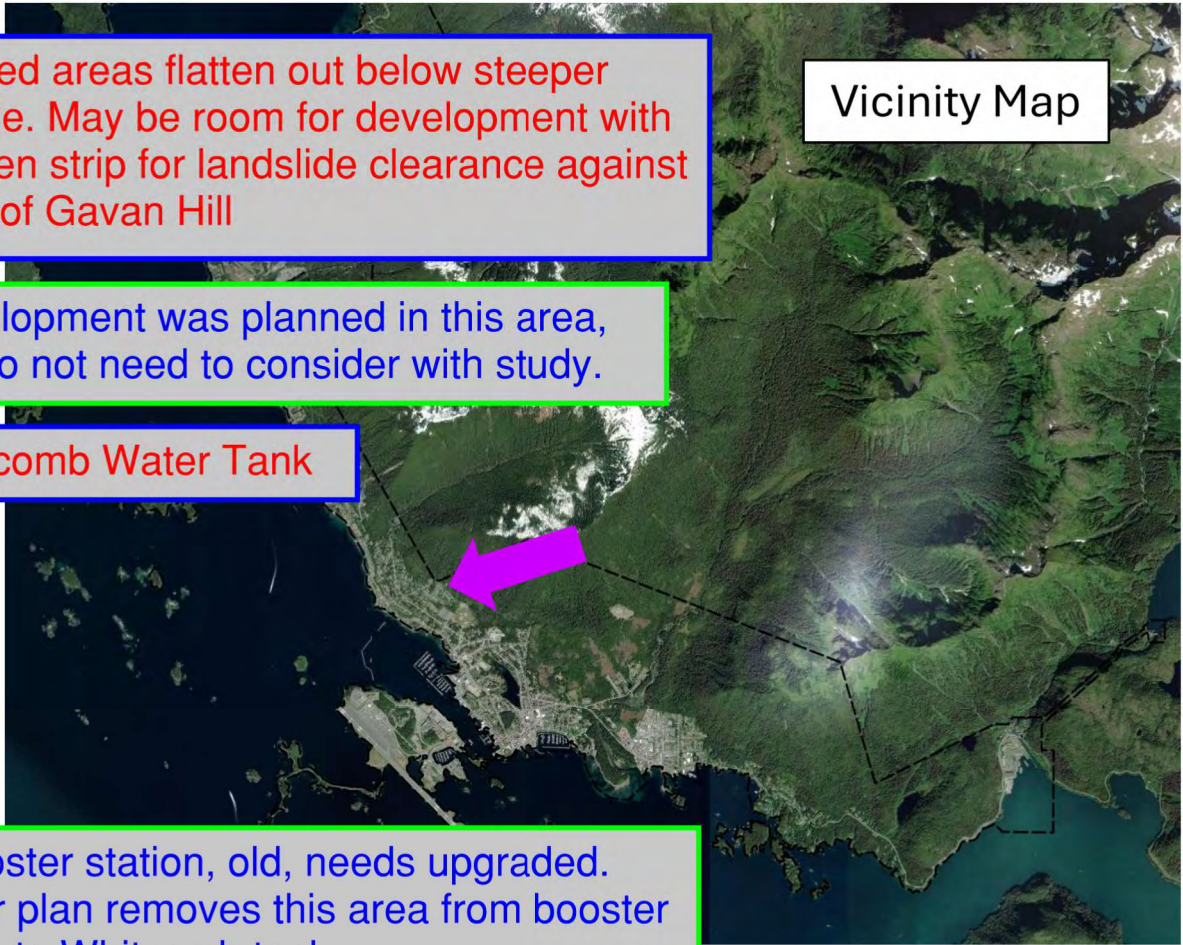 ed areas flatten out below steeper
e. May be room for development with
en strip for landslide clearance against
of Gavan Hill
Vicinity Map
lopment was planned in this area,
o not need to consider with study.
comb Water Tank
oster station, old, needs upgraded.
r plan removes this area from booster